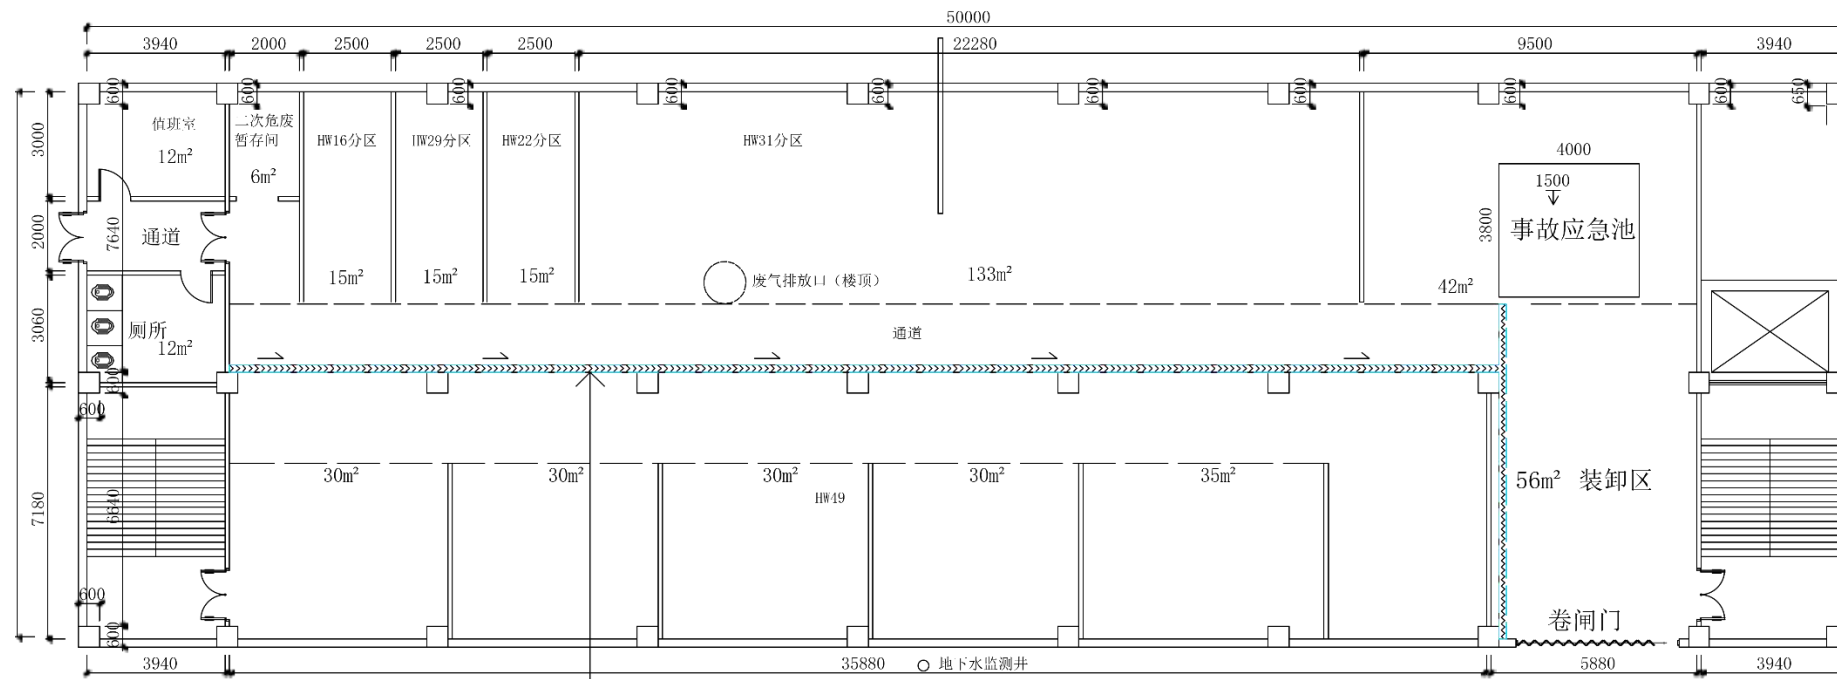 50000
3940
2000
2500
2500
2500
22280
9500
3940
600
600
600
600
600
600
600
600
600
650
3000
值班室
12m²
二次危废
暂存间
6m²
HW16分区
HW29分区
HW22分区
HW31分区
4000
1500
3800
事故应急池
2000
7640
通道
15m²
15m²
15m²
废气排放口（楼顶）
133m²
42m²
3060
厕所
12m²
通道
600
600
30m²
30m²
30m²
30m²
35m²
HW49
7180
6640
56m² 装卸区
600
600
卷闸门
3940
35880
地下水监测井
5880
3940